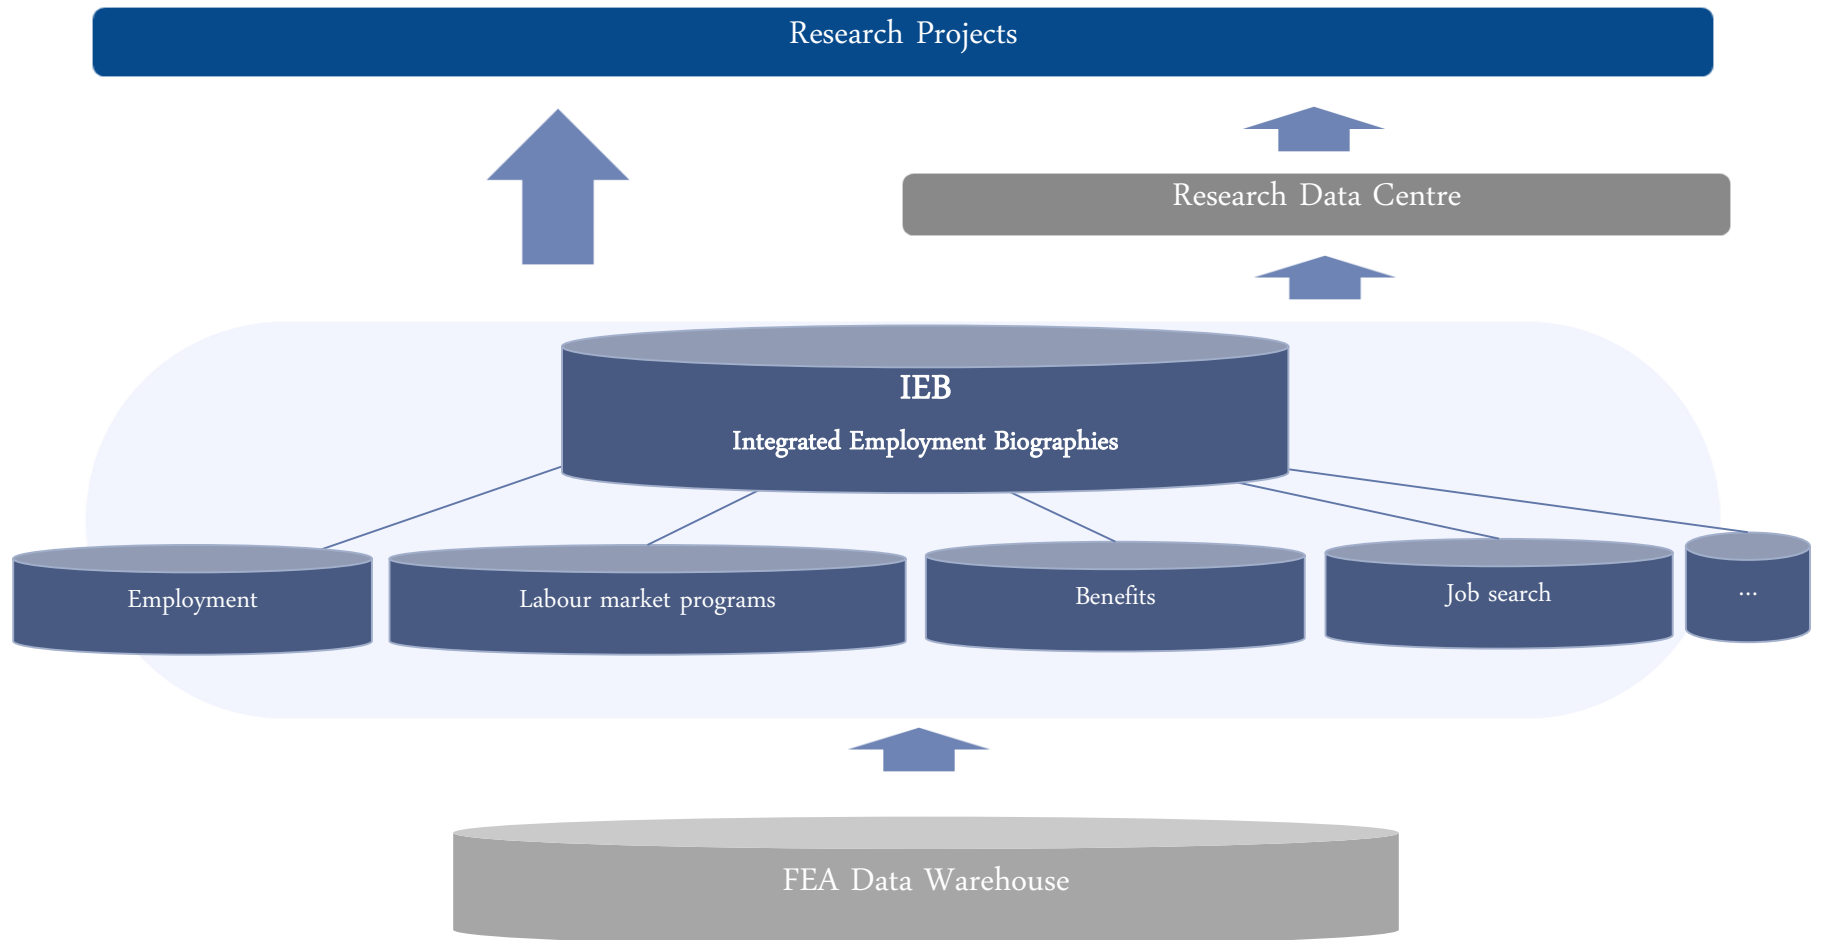 Research Projects
Research Data Centre
IEB
Integrated Employment Biographies
Employment
Labour market programs
Benefits
Job search
...
FEA Data Warehouse